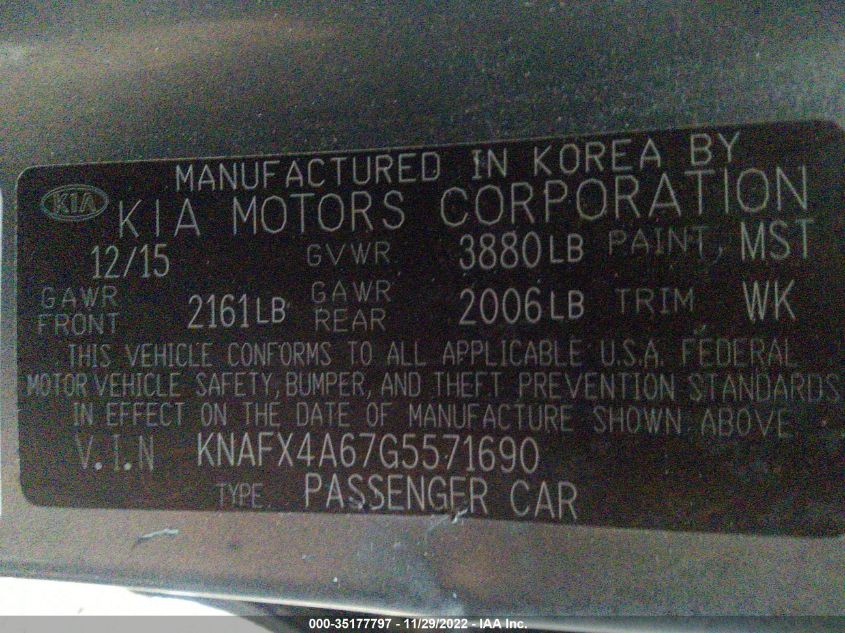 MANUFACTURED IN KOREA BY
KIA KIA MOTORS CORPORATION
12/15 GVWR 3880LB PAINT MST
GAWR FRONT 2161LB GAWR REAR 2006LB TRIM WK
THIS VEHICLE CONFORMS TO ALL APPLICABLE U.S.A. FEDERAL
MOTOR VEHICLE SAFETY, BUMPER, AND THEFT PREVENTION STANDARDS
IN EFFECT ON THE DATE OF MANUFACTURE SHOWN ABOVE
V.I.N KNAFX4A67G5571690
TYPE PASSENGER CAR
000-35177797 - 11/29/2022 - IAA Inc.